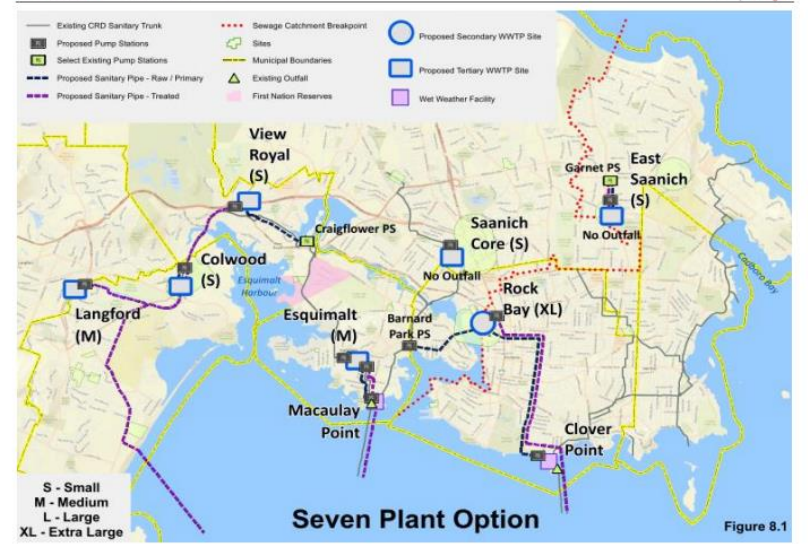 Existing CRD Sanitary Trunk
Proposed Pump Stations
Select Existing Pump Stations
Proposed Sanitary Pipe - Raw / Primary
Proposed Sanitary Pipe - Treated
Sewage Catchment Breakpoint
Sites
Municipal Boundaries
Existing Outfall
First Nation Reserves
Proposed Secondary WWTP Site
Proposed Tertiary WWTP Site
Wet Weather Facility
View
Royal
(S)
Garnet PS
East
Saanich
(S)
No Outfall
Craigflower PS
Saanich
Core (S)
No Outfall
Colwood
(S)
Esquimalt
Harbour
Cadboro Bay
Langford
(M)
Esquimalt
(M)
Barnard
Park PS
Rock
Bay (XL)
Macaulay
Point
Clover
Point
S - Small
M - Medium
L - Large
XL - Extra Large
Seven Plant Option
Figure 8.1